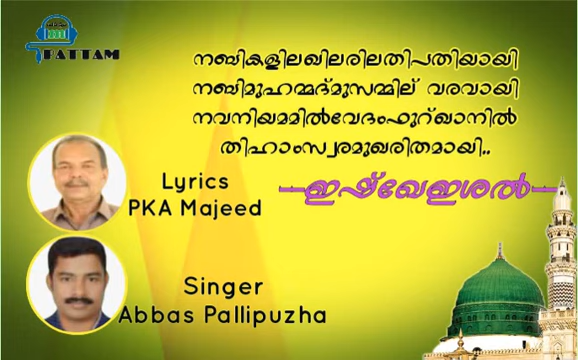 PATTAM
നബികളിലഖിലരിലതിപതിയായി
നബിമുഹമ്മദ്മുസമ്മില് വരവായി
നവനിയമമിൽവേദംഫുറ്ഖാനിൽ
തിഹാംസ്വരമുഖരിതമായി..
ഇഷ്ഖേഇശൽ
Lyrics
PKA Majeed
Singer
Abbas Pallipuzha